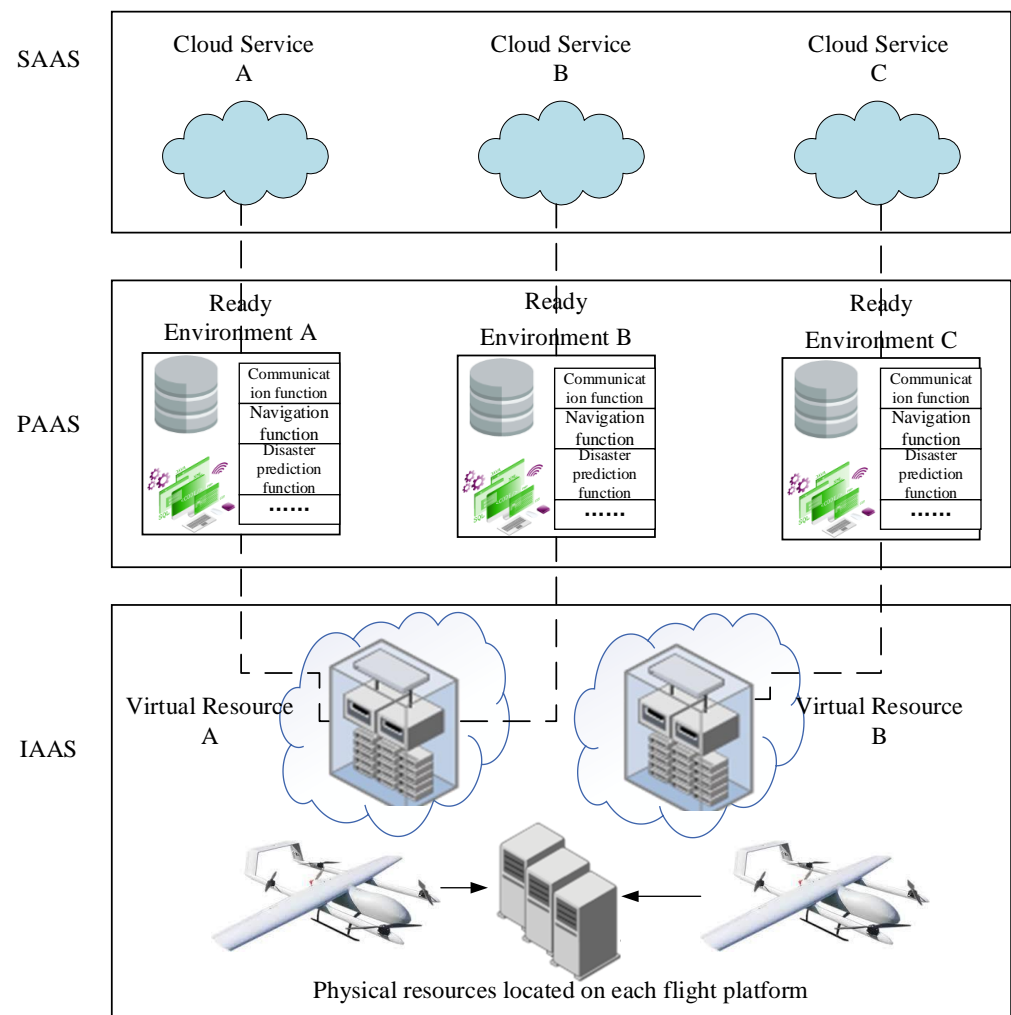 SAAS
Cloud Service
A
Cloud Service
B
Cloud Service
C
PAAS
Ready
Environment A
Communicat
ion function
Navigation
function
Disaster
prediction
function
......
Ready
Environment B
Communicat
ion function
Navigation
function
Disaster
prediction
function
......
Ready
Environment C
Communicat
ion function
Navigation
function
Disaster
prediction
function
......
IAAS
Virtual Resource
A
Virtual Resource
B
Physical resources located on each flight platform